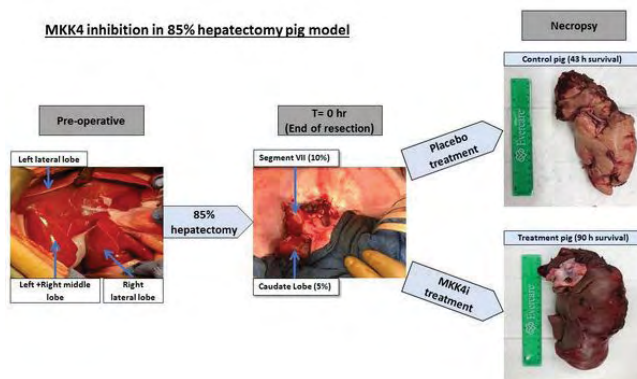 MKK4 inhibition in 85% hepatectomy pig model
Necropsy
Control pig (43 h survival)
Pre-operative
T= 0 hr
(End of resection)
Placebo
treatment
Evercare
Left lateral lobe
Segment VII (10%)
85%
hepatectomy
Left +Right middle
lobe
Right
lateral lobe
Caudate Lobe (5%)
MKK4i
treatment
Treatment pig (90 h survival)
Evercare